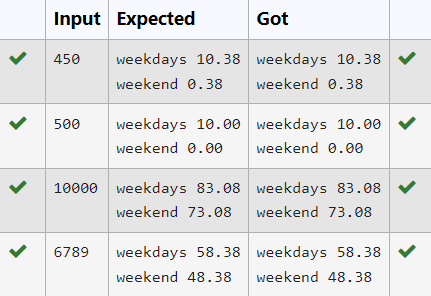 Input Expected Got
450 weekdays 10.38 weekdays 10.38
weekend 0.38 weekend 0.38
500 weekdays 10.00 weekdays 10.00
weekend 0.00 weekend 0.00
10000 weekdays 83.08 weekdays 83.08
weekend 73.08 weekend 73.08
6789 weekdays 58.38 weekdays 58.38
weekend 48.38 weekend 48.38